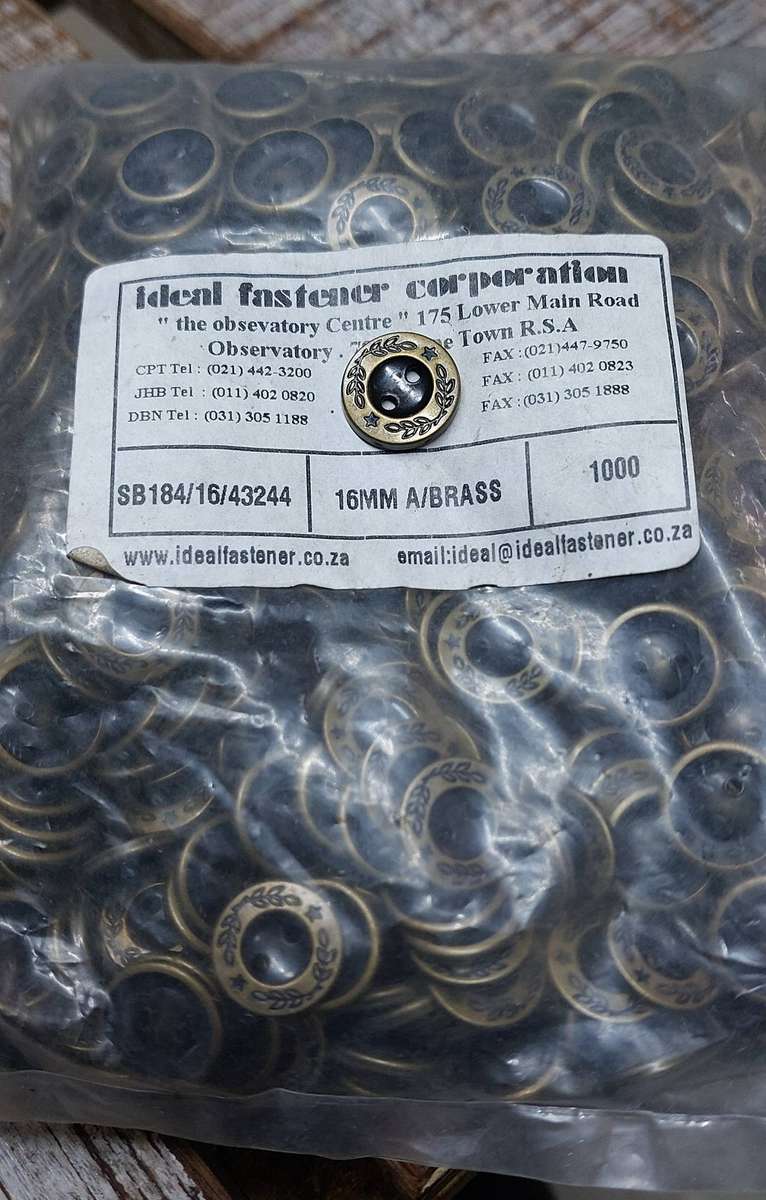 ideal fastener corporation
" the obsevatory Centre " 175 Lower Main Road
Observatory . Town R.S.A
CPT Tel : (021) 442-3200 FAX :(021)447-9750
JHB Tel : (011) 402 0820 FAX : (011) 402 0823
DBN Tel : (031) 305 1188 FAX :(031) 305 1888
SB184/16/43244 16MM A/BRASS 1000
www.idealfastener.co.za email:ideal@idealfastener.co.za